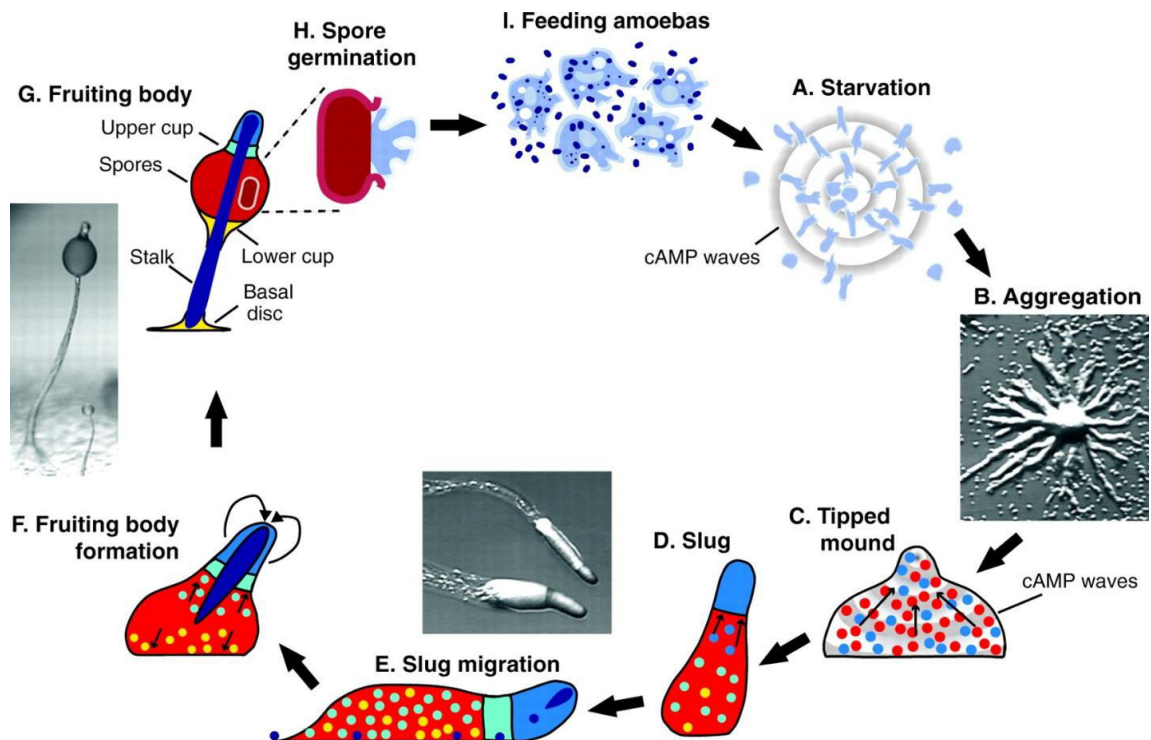 I. Feeding amoebas
H. Spore
germination
A. Starvation
G. Fruiting body
Upper cup
Spores
Stalk
Lower cup
Basal
disc
cAMP waves
B. Aggregation
C. Tipped
mound
cAMP waves
D. Slug
E. Slug migration
F. Fruiting body
formation